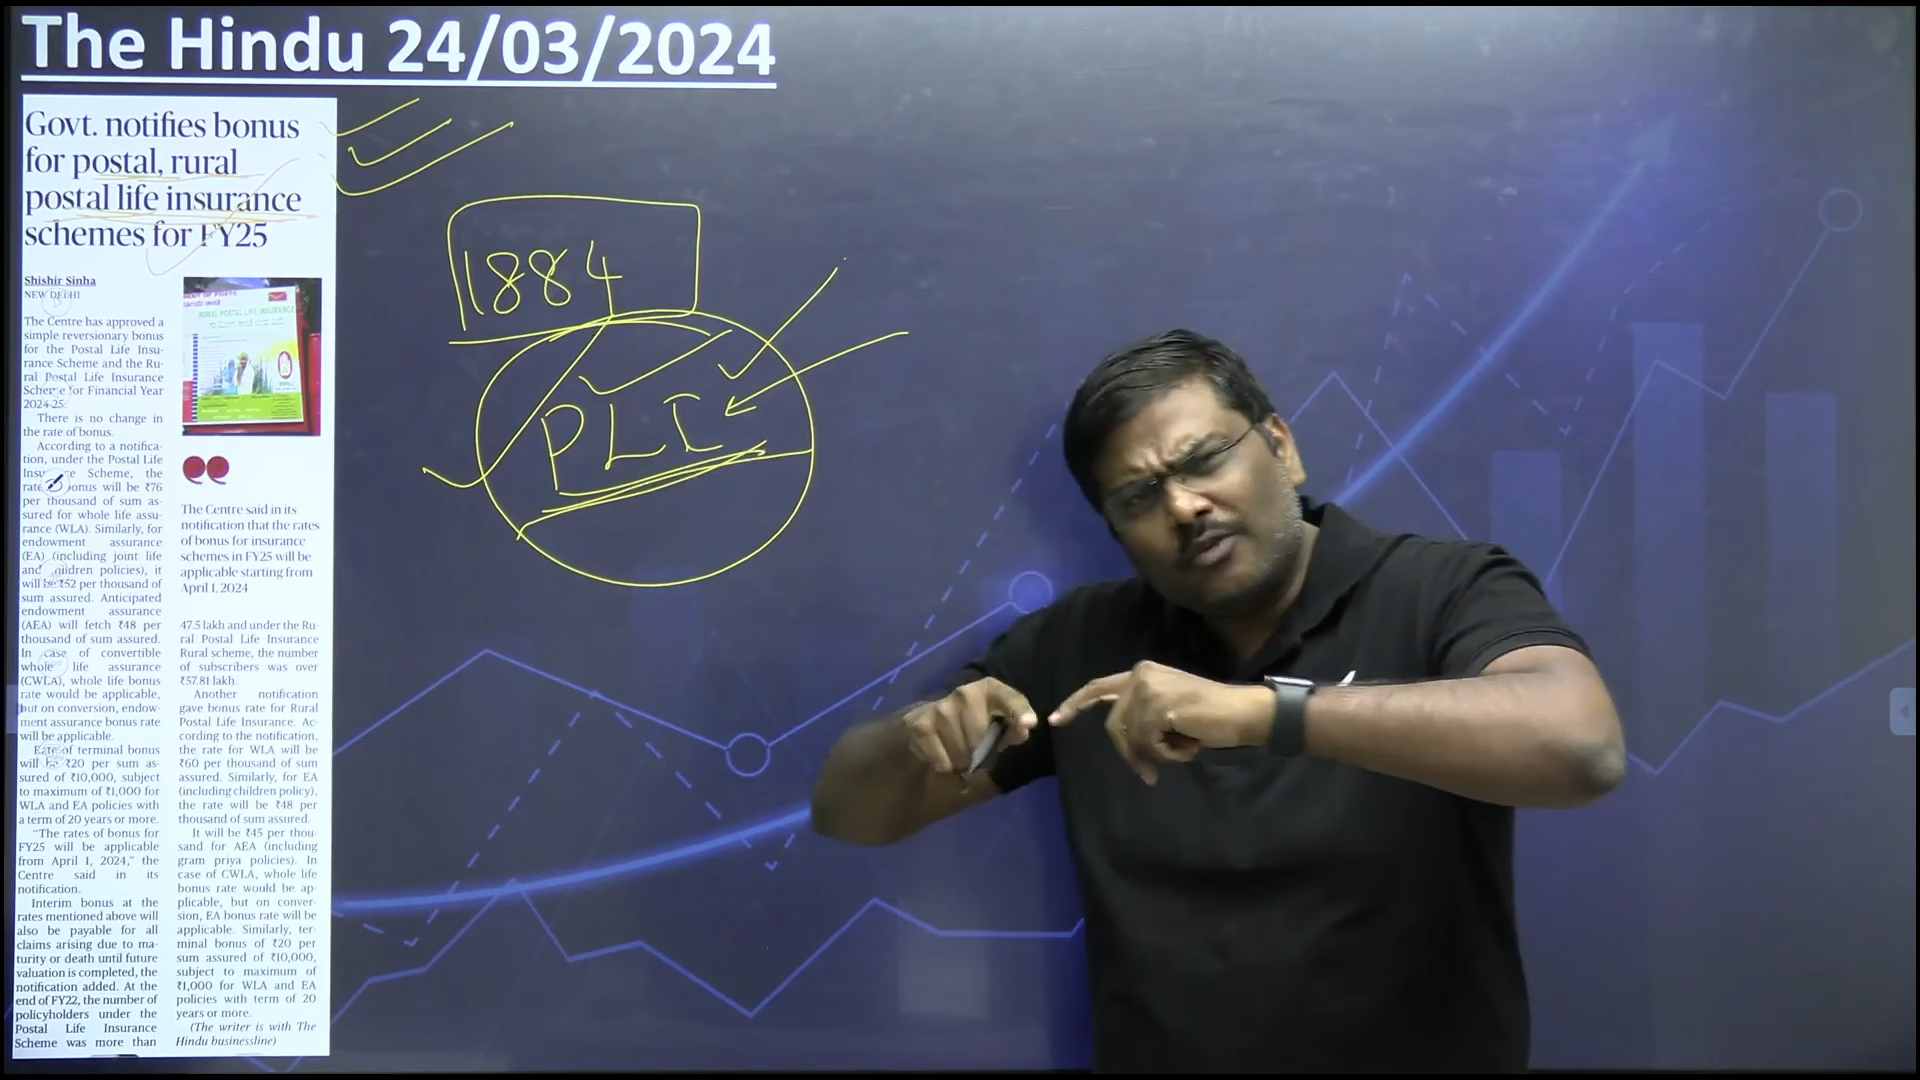 The Hindu 24/03/2024
Govt. notifies bonus
for postal, rural
postal life insurance
schemes for FY25
Shishir Sinha
NEW DELHI
The Centre has approved a
simple reversionary bonus
for the Postal Life Insu-
rance Scheme and the Ru-
ral Postal Life Insurance
Scheme for Financial Year
2024-25.
There is no change in
the rate of bonus.
According to a notifica-
tion, under the Postal Life
Scheme, the
bonus will be ₹76
per thousand of sum as-
sured for whole life assu-
rance (WLA). Similarly, for
endowment assurance
(EA) (including joint life
and children policies), it
will be ₹52 per thousand of
sum assured. Anticipated
endowment assurance
(AEA) will fetch ₹48 per
thousand of sum assured.
In case of convertible
whole life assurance
(CWLA), whole life bonus
rate would be applicable,
but on conversion, endow-
ment assurance bonus rate
will be applicable.
Rate of terminal bonus
will be ₹20 per sum as-
sured of ₹10,000, subject
to maximum of ₹1,000 for
WLA and EA policies with
a term of 20 years or more.
“The rates of bonus for
FY25 will be applicable
from April 1, 2024,” the
Centre said in its
notification.
Interim bonus at the
rates mentioned above will
also be payable for all
claims arising due to ma-
turity or death until future
valuation is completed, the
notification added. At the
end of FY22, the number of
policyholders under the
Postal Life Insurance
Scheme was more than
RURAL POSTAL LIFE INSURANCE
The Centre said in its
notification that the rates
of bonus for insurance
schemes in FY25 will be
applicable starting from
April 1, 2024
47.5 lakh and under the Ru-
ral Postal Life Insurance
Rural scheme, the number
of subscribers was over
₹57.81 lakh.
Another notification
gave bonus rate for Rural
Postal Life Insurance. Ac-
cording to the notification,
the rate for WLA will be
₹60 per thousand of sum
assured. Similarly, for EA
(including children policy),
the rate will be ₹48 per
thousand of sum assured.
It will be ₹45 per thou-
sand for AEA (including
gram priya policies). In
case of CWLA, whole life
bonus rate would be ap-
plicable, but on conver-
sion, EA bonus rate will be
applicable. Similarly, ter-
minal bonus of ₹20 per
sum assured of ₹10,000,
subject to maximum of
₹1,000 for WLA and EA
policies with term of 20
years or more.
(The writer is with The
Hindu businessline)
1884
PLI